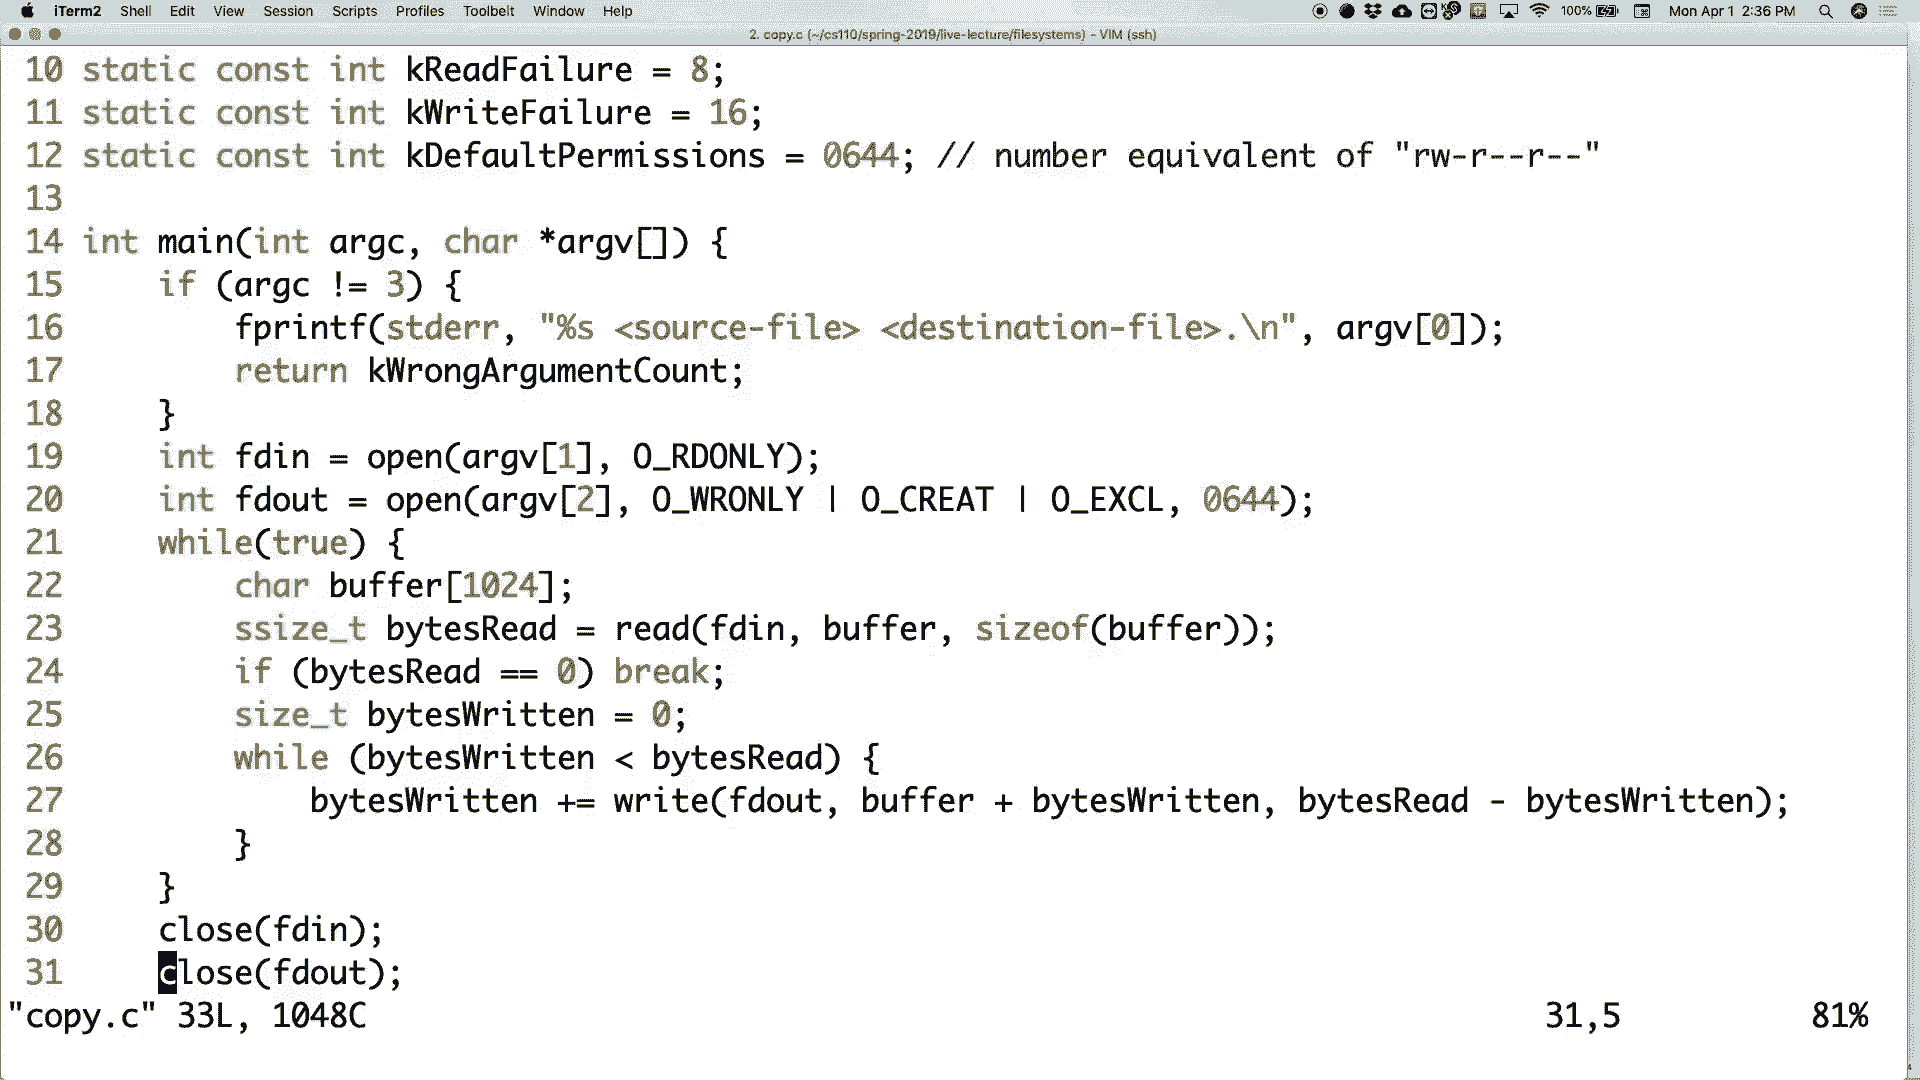 iTerm2 Shell Edit View Session Scripts Profiles Toolbelt Window Help 100% Mon Apr 1 2:36 PM
2. copy.c (~/cs110/spring-2019/live-lecture/filesystems) - VIM (ssh)
10 static const int kReadFailure = 8;
11 static const int kWriteFailure = 16;
12 static const int kDefaultPermissions = 0644; // number equivalent of "rw-r--r--"
13
14 int main(int argc, char *argv[]) {
15     if (argc != 3) {
16         fprintf(stderr, "%s <source-file> <destination-file>.\n", argv[0]);
17         return kWrongArgumentCount;
18     }
19     int fdin = open(argv[1], O_RDONLY);
20     int fdout = open(argv[2], O_WRONLY | O_CREAT | O_EXCL, 0644);
21     while(true) {
22         char buffer[1024];
23         ssize_t bytesRead = read(fdin, buffer, sizeof(buffer));
24         if (bytesRead == 0) break;
25         size_t bytesWritten = 0;
26         while (bytesWritten < bytesRead) {
27             bytesWritten += write(fdout, buffer + bytesWritten, bytesRead - bytesWritten);
28         }
29     }
30     close(fdin);
31     close(fdout);
"copy.c" 33L, 1048C 31,5 81%